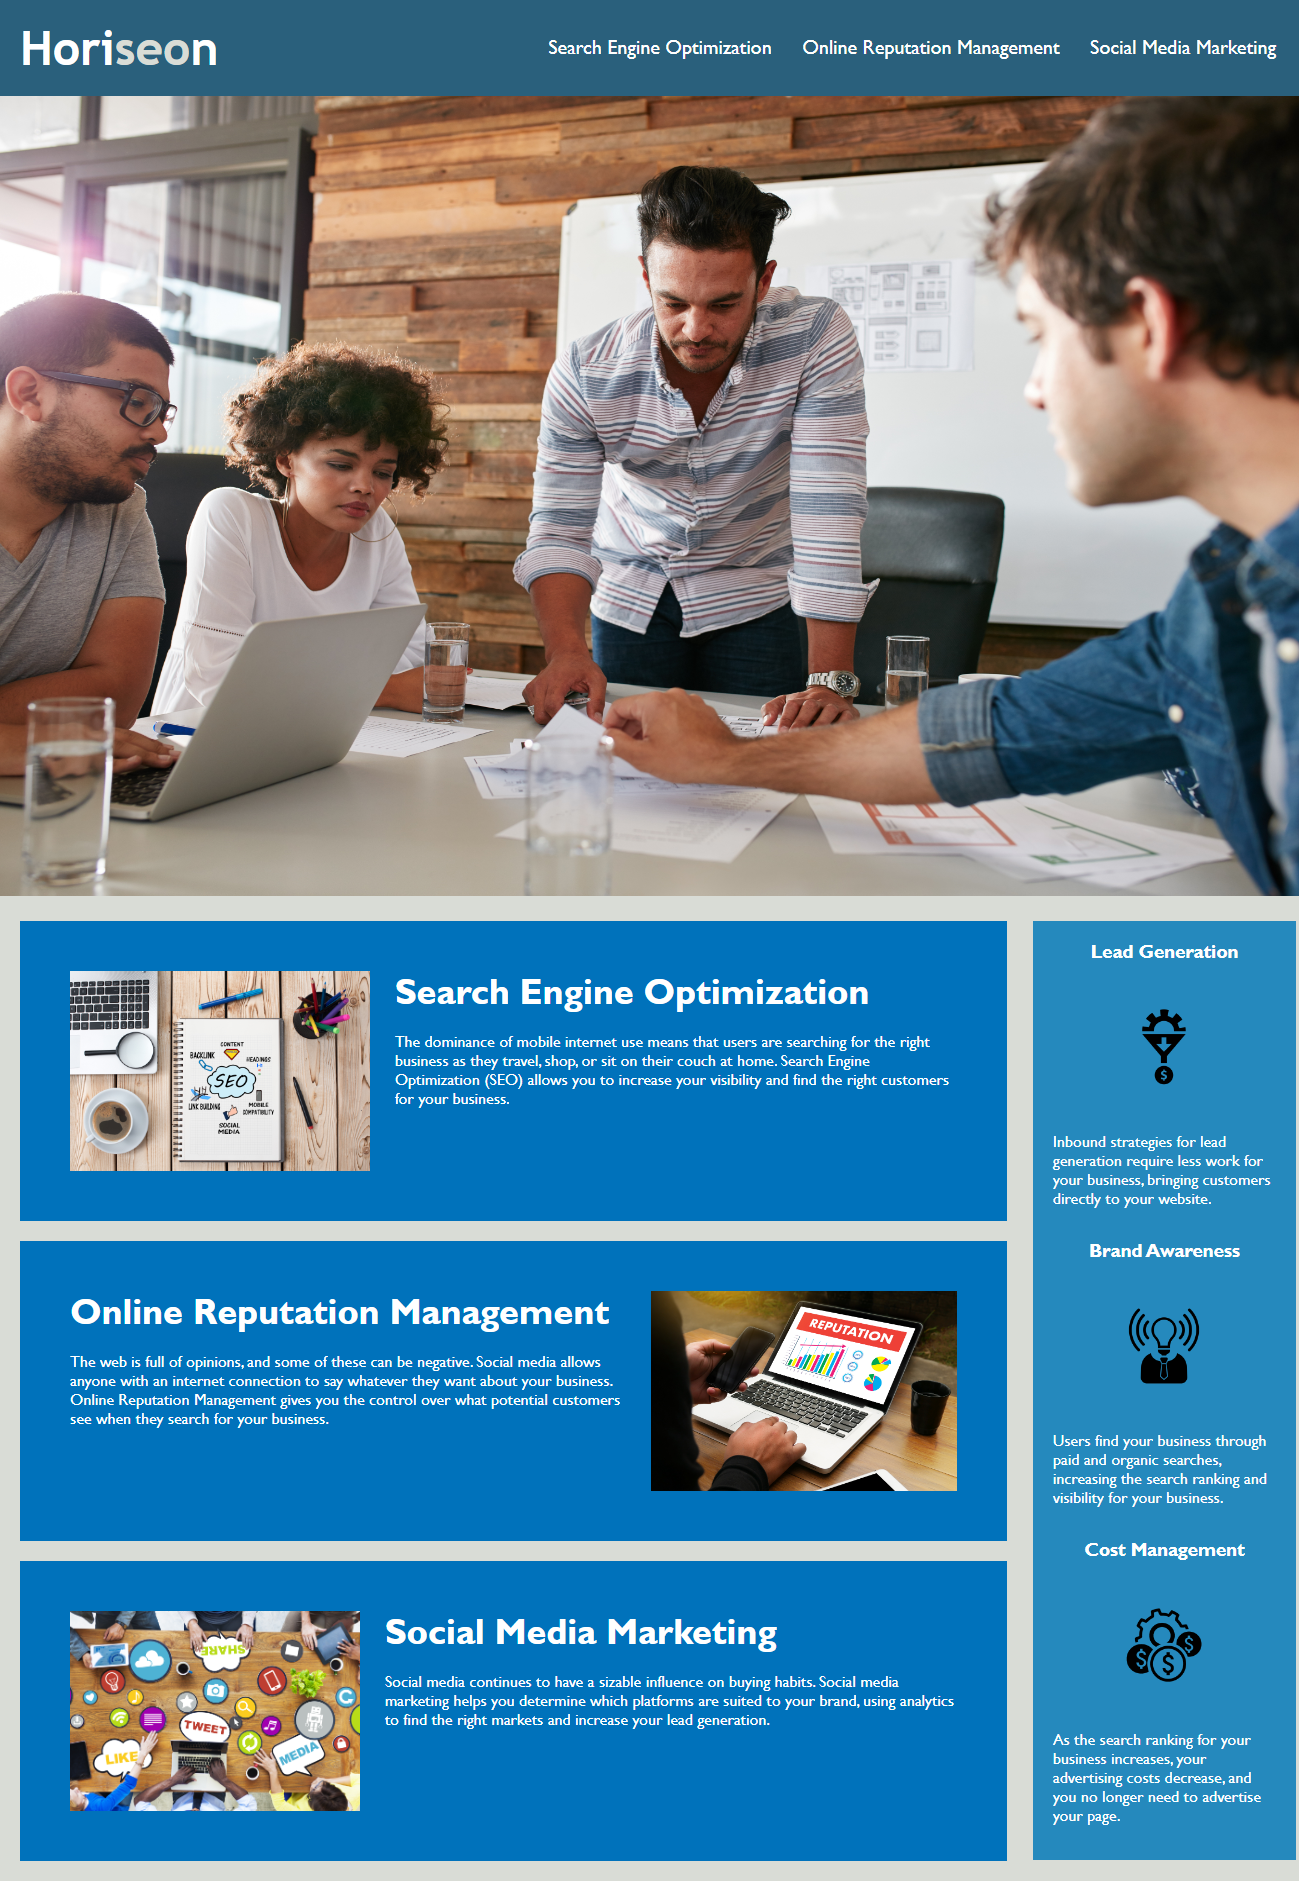 Horiseon
Search Engine Optimization
Online Reputation Management
Social Media Marketing
CONTENT
BACKLINK
HEADINGS
SEO
LINK BUILDING
MOBILE
COMPATIBILITY
SOCIAL
MEDIA
Search Engine Optimization
The dominance of mobile internet use means that users are searching for the right
business as they travel, shop, or sit on their couch at home. Search Engine
Optimization (SEO) allows you to increase your visibility and find the right customers
for your business.
Online Reputation Management
The web is full of opinions, and some of these can be negative. Social media allows
anyone with an internet connection to say whatever they want about your business.
Online Reputation Management gives you the control over what potential customers
see when they search for your business.
REPUTATION
SHARE
TWEET
LIKE
MEDIA
Social Media Marketing
Social media continues to have a sizable influence on buying habits. Social media
marketing helps you determine which platforms are suited to your brand, using analytics
to find the right markets and increase your lead generation.
Lead Generation
$
Inbound strategies for lead
generation require less work for
your business, bringing customers
directly to your website.
Brand Awareness
Users find your business through
paid and organic searches,
increasing the search ranking and
visibility for your business.
Cost Management
$ $ $
As the search ranking for your
business increases, your
advertising costs decrease, and
you no longer need to advertise
your page.